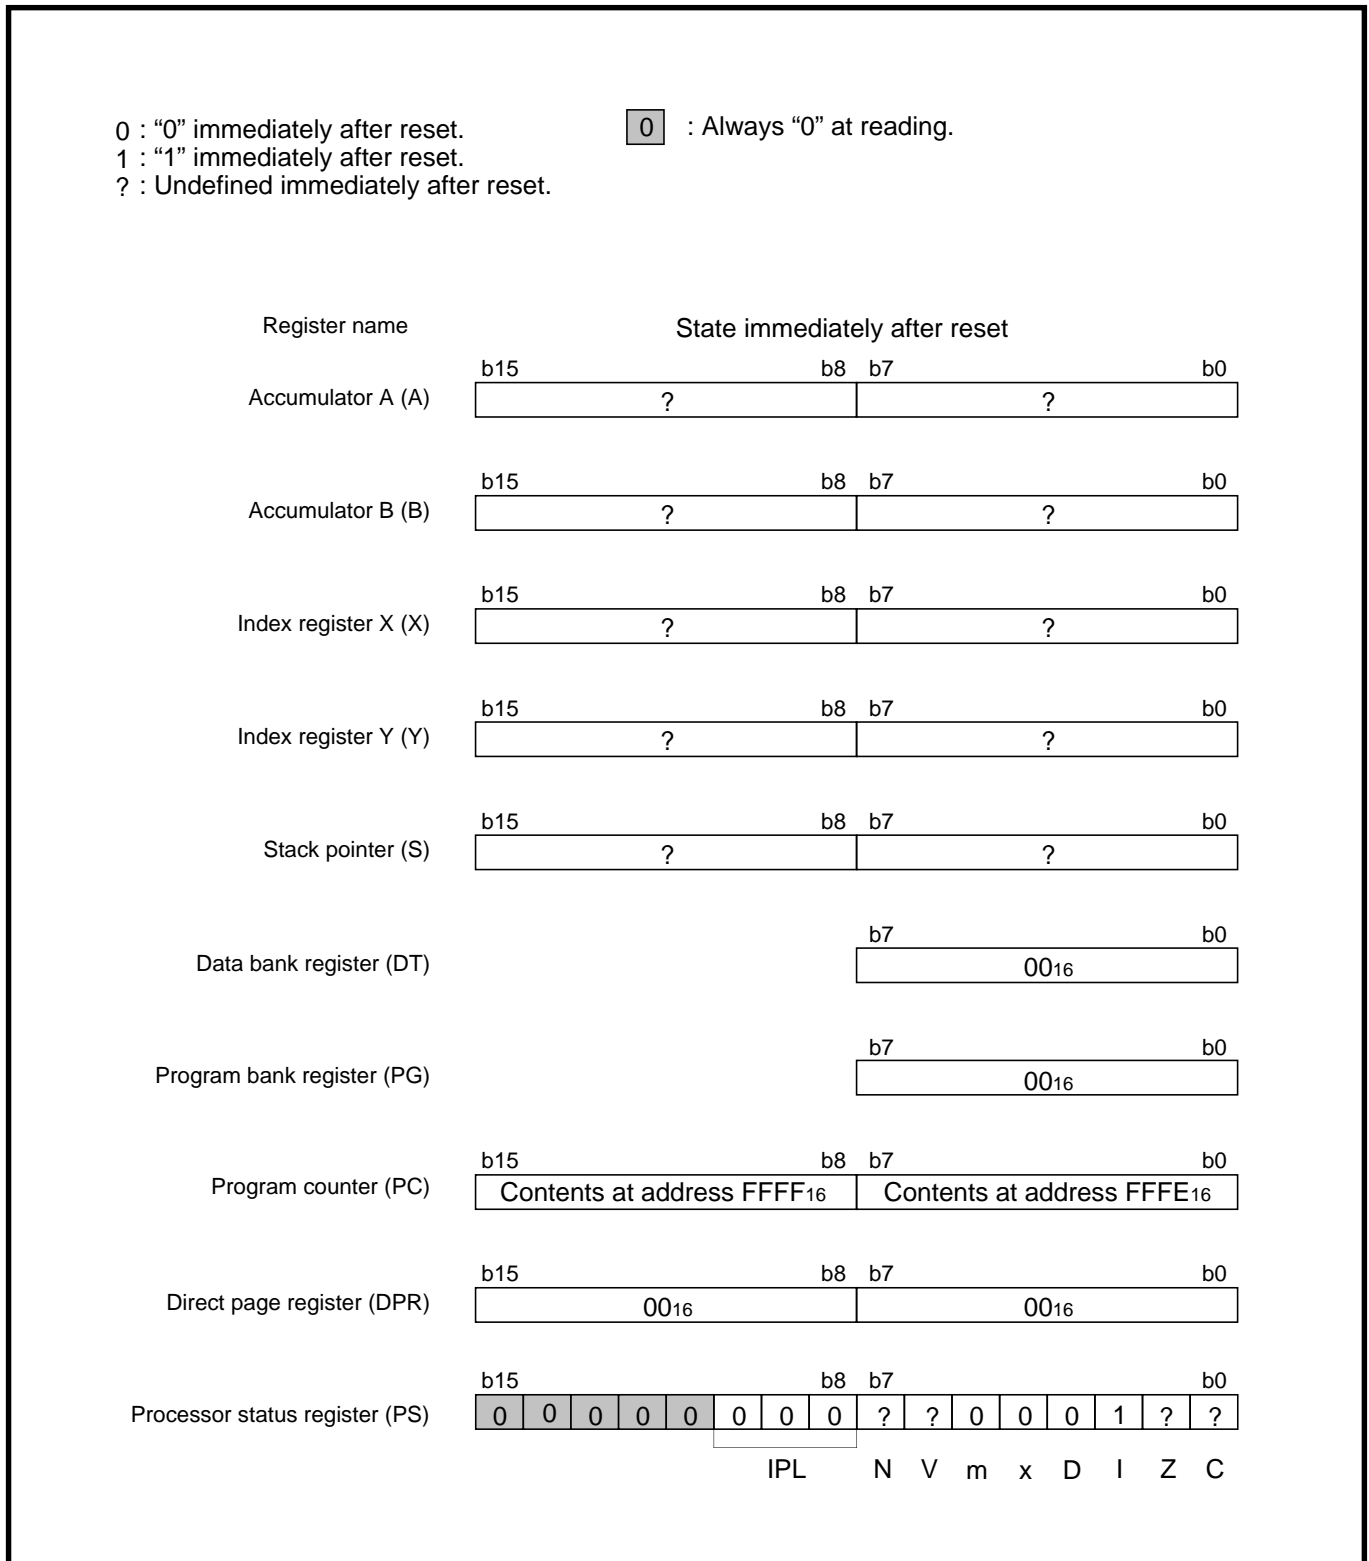 0 : “0” immediately after reset.
0 : Always “0” at reading.
1 : “1” immediately after reset.
? : Undefined immediately after reset.
Register name State immediately after reset
b15 b8 b7 b0
Accumulator A (A) ? ?
b15 b8 b7 b0
Accumulator B (B) ? ?
b15 b8 b7 b0
Index register X (X) ? ?
b15 b8 b7 b0
Index register Y (Y) ? ?
b15 b8 b7 b0
Stack pointer (S) ? ?
b7 b0
Data bank register (DT) 0016
b7 b0
Program bank register (PG) 0016
b15 b8 b7 b0
Program counter (PC) Contents at address FFFF16 Contents at address FFFE16
b15 b8 b7 b0
Direct page register (DPR) 0016 0016
b15 b8 b7 b0
Processor status register (PS) 0 0 0 0 0 0 0 0 ? ? 0 0 0 1 ? ?
IPL N V m x D I Z C